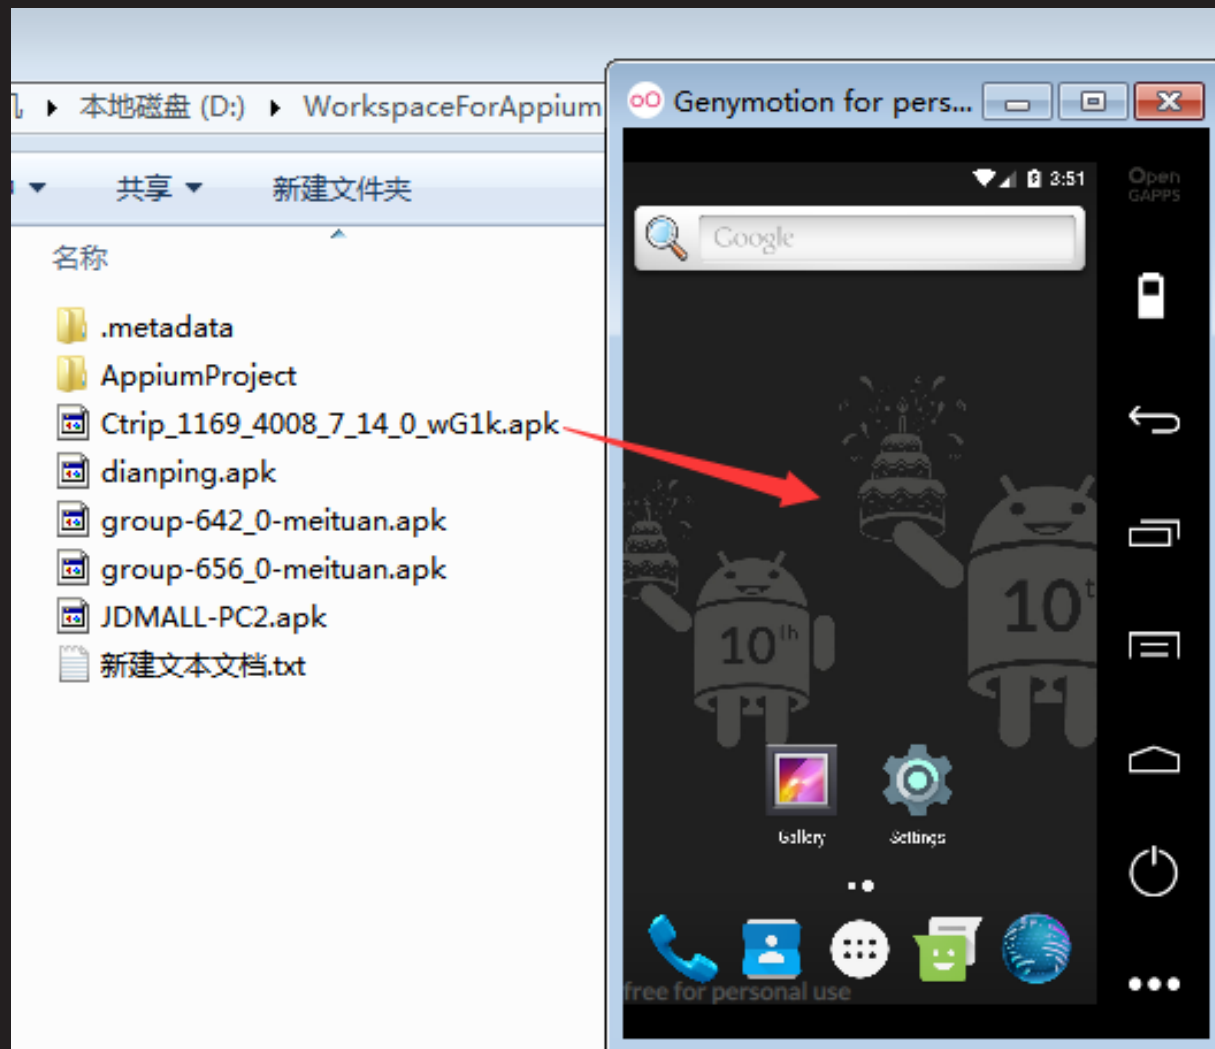 本地磁盘 (D:)
WorkspaceForAppium
共享
新建文件夹
名称
.metadata
AppiumProject
Ctrip_1169_4008_7_14_0_wG1k.apk
dianping.apk
group-642_0-meituan.apk
group-656_0-meituan.apk
JDMALL-PC2.apk
新建文本文档.txt
Genymotion for pers...
3:51
Open
GAPPS
Google
10th
10t
Gallery
Settings
free for personal use